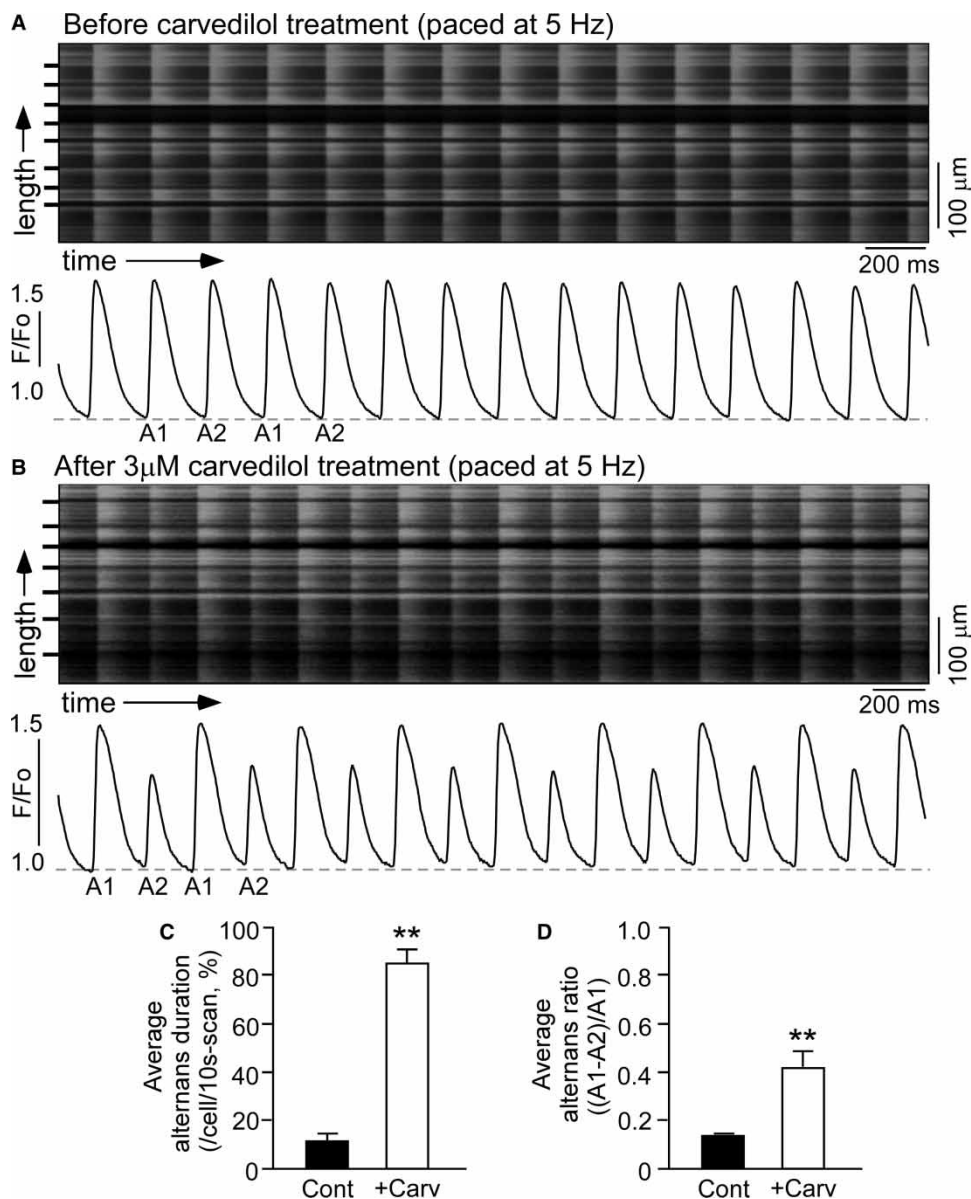 A Before carvedilol treatment (paced at 5 Hz)
length
100 μm
time
200 ms
1.5
F/Fo
1.0
A1 A2 A1 A2
B After 3μM carvedilol treatment (paced at 5 Hz)
length
100 μm
time
200 ms
1.5
F/Fo
1.0
A1 A2 A1 A2
C
Average
alternans duration
(/cell/10s-scan, %)
100
80
60
40
20
0
**
Cont +Carv
D
Average
alternans ratio
((A1-A2)/A1)
1.0
0.8
0.6
0.4
0.2
0
**
Cont +Carv